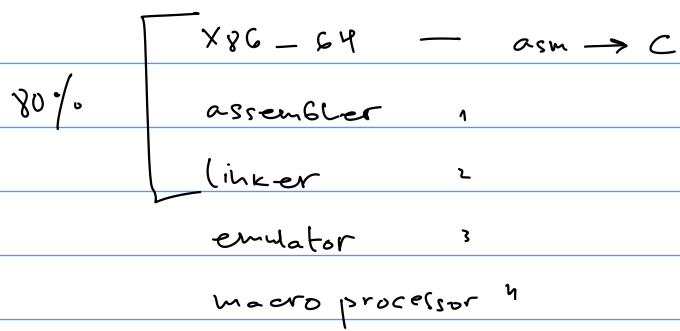 x86_64 — asm → C
80%
assembler 1
linker 2
emulator 3
macro processor 4